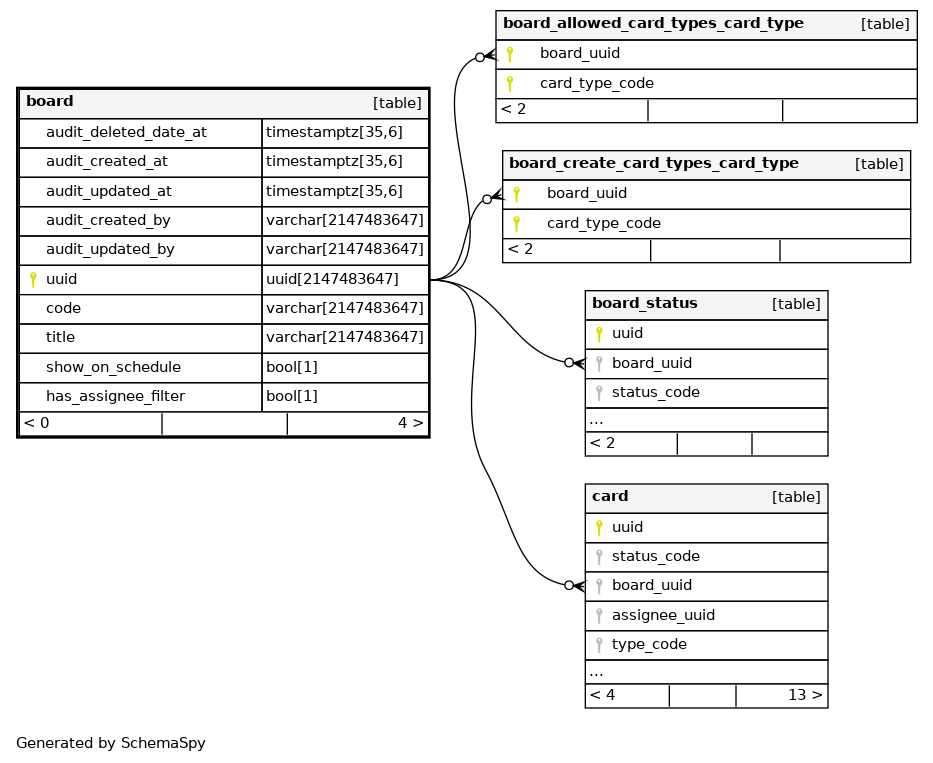 board [table]
audit_deleted_date_at timestamptz[35,6]
audit_created_at timestamptz[35,6]
audit_updated_at timestamptz[35,6]
audit_created_by varchar[2147483647]
audit_updated_by varchar[2147483647]
uuid uuid[2147483647]
code varchar[2147483647]
title varchar[2147483647]
show_on_schedule bool[1]
has_assignee_filter bool[1]
< 0 4 >
board_allowed_card_types_card_type [table]
board_uuid
card_type_code
< 2
board_create_card_types_card_type [table]
board_uuid
card_type_code
< 2
board_status [table]
uuid
board_uuid
status_code
...
< 2
card [table]
uuid
status_code
board_uuid
assignee_uuid
type_code
...
< 4 13 >
Generated by SchemaSpy